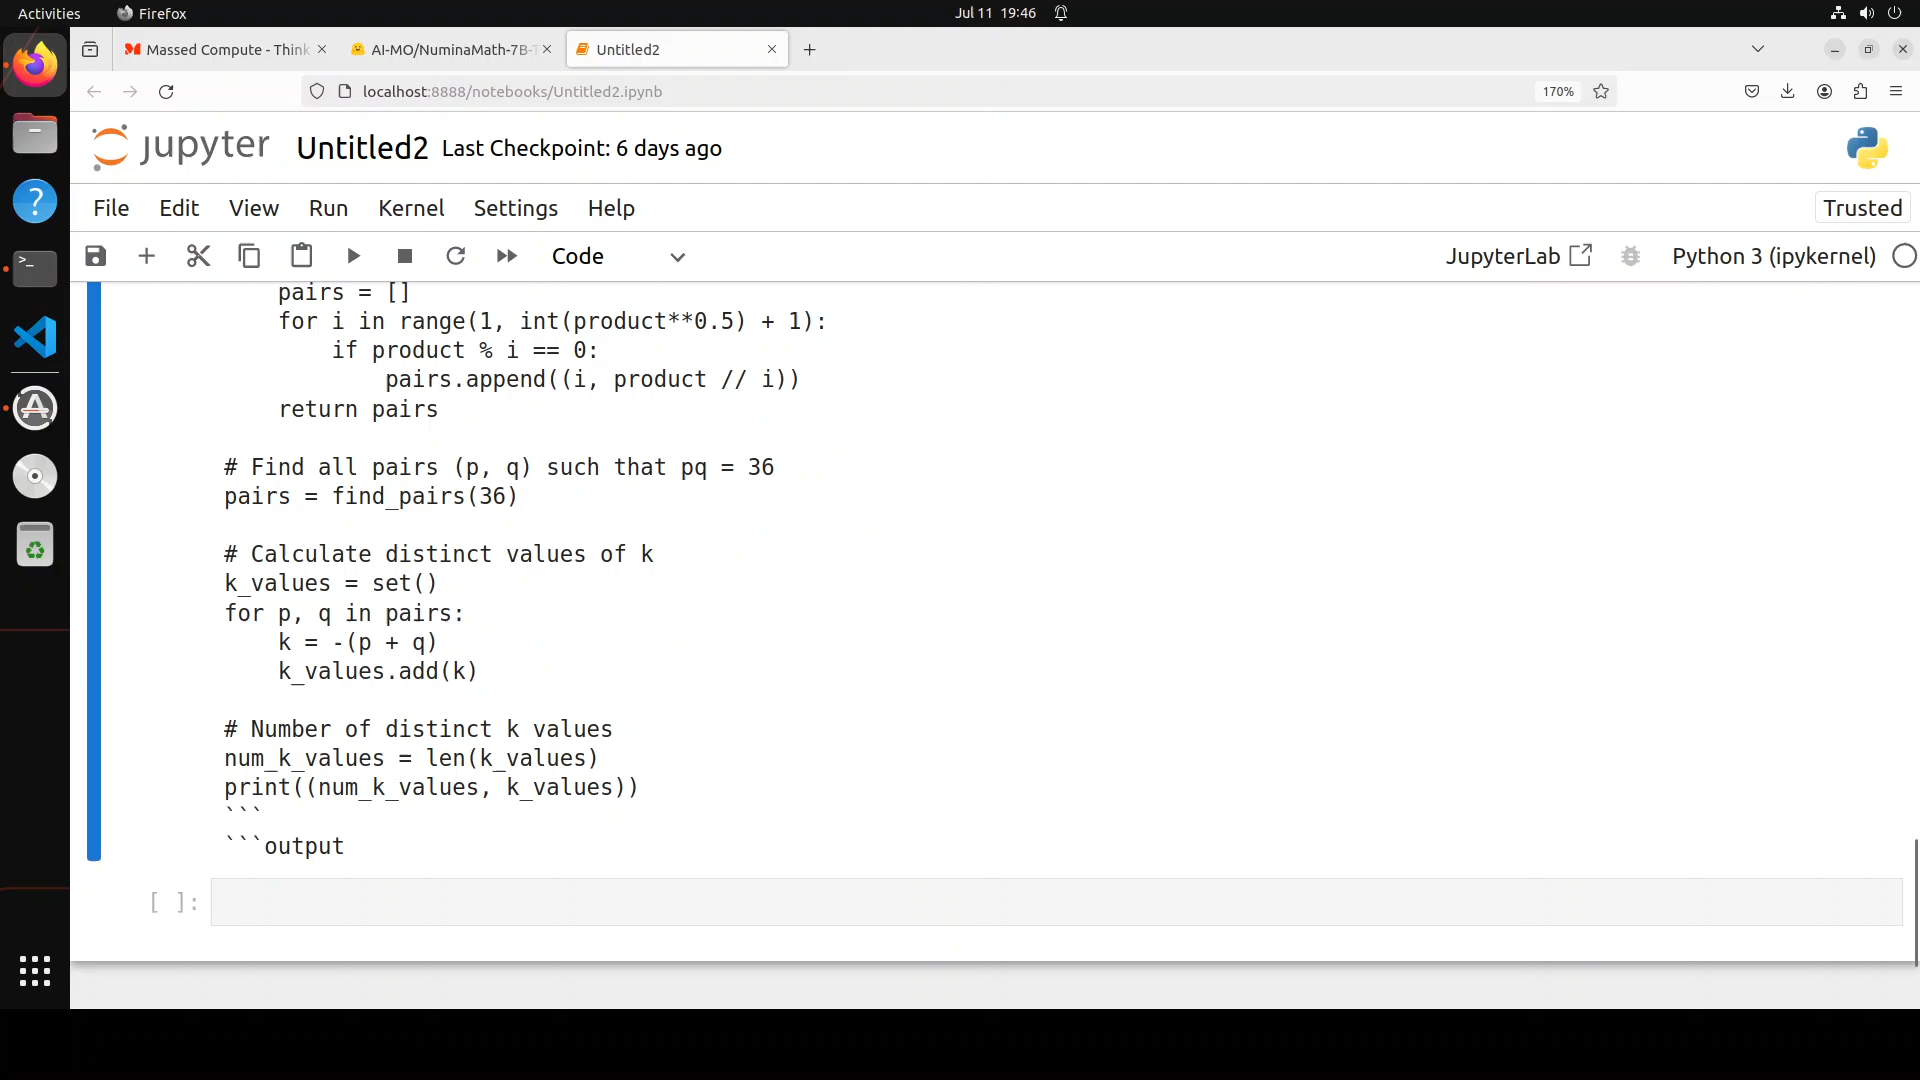 Activities
Firefox
Jul 11 19:46
Massed Compute - Think
AI-MO/NuminaMath-7B-T
Untitled2
localhost:8888/notebooks/Untitled2.ipynb
170%
jupyter
Untitled2
Last Checkpoint: 6 days ago
File Edit View Run Kernel Settings Help
Trusted
Code
JupyterLab
Python 3 (ipykernel)
    pairs = []
    for i in range(1, int(product**0.5) + 1):
        if product % i == 0:
            pairs.append((i, product // i))
    return pairs
# Find all pairs (p, q) such that pq = 36
pairs = find_pairs(36)
# Calculate distinct values of k
k_values = set()
for p, q in pairs:
    k = -(p + q)
    k_values.add(k)
# Number of distinct k values
num_k_values = len(k_values)
print((num_k_values, k_values))
```
```output
[ ]: